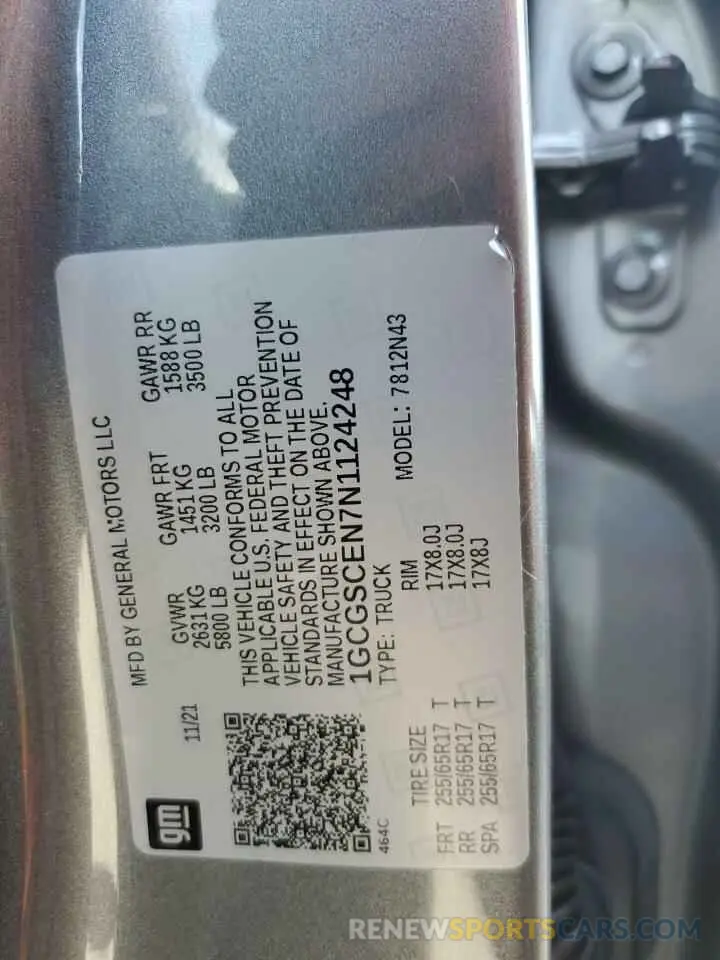 gm
MFD BY GENERAL MOTORS LLC
11/21
GVWR GAWR FRT GAWR RR
2631 KG 1451 KG 1588 KG
5800 LB 3200 LB 3500 LB
THIS VEHICLE CONFORMS TO ALL
APPLICABLE U.S. FEDERAL MOTOR
VEHICLE SAFETY AND THEFT PREVENTION
STANDARDS IN EFFECT ON THE DATE OF
MANUFACTURE SHOWN ABOVE.
1GCGSCEN7N1124248
464C
TYPE: TRUCK MODEL: 7812N43
TIRE SIZE RIM
FRT 255/65R17 T 17X8.0J
RR 255/65R17 T 17X8.0J
SPA 255/65R17 T 17X8J
RENEWSPORTSCARS.COM